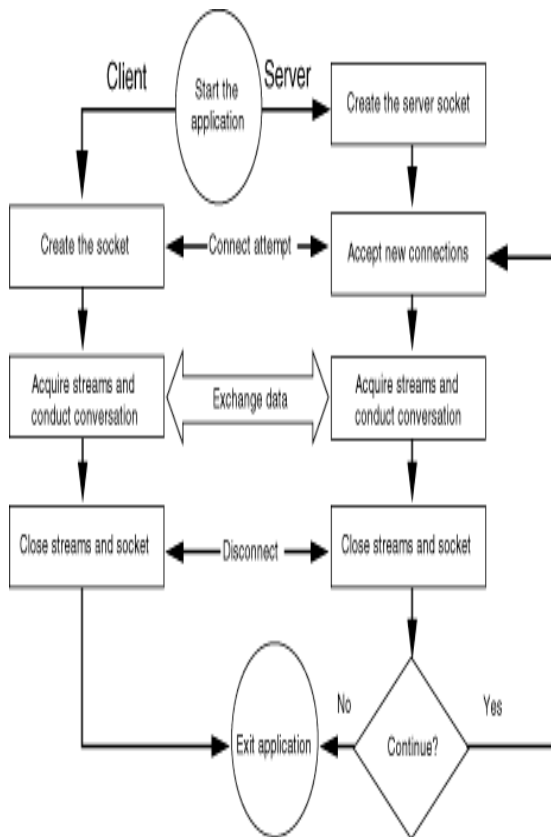 Client
Start the
application
Server
Create the server socket
Create the socket
Connect attempt
Accept new connections
Acquire streams and
conduct conversation
Exchange data
Acquire streams and
conduct conversation
Close streams and socket
Disconnect
Close streams and socket
No
Yes
Exit application
Continue?